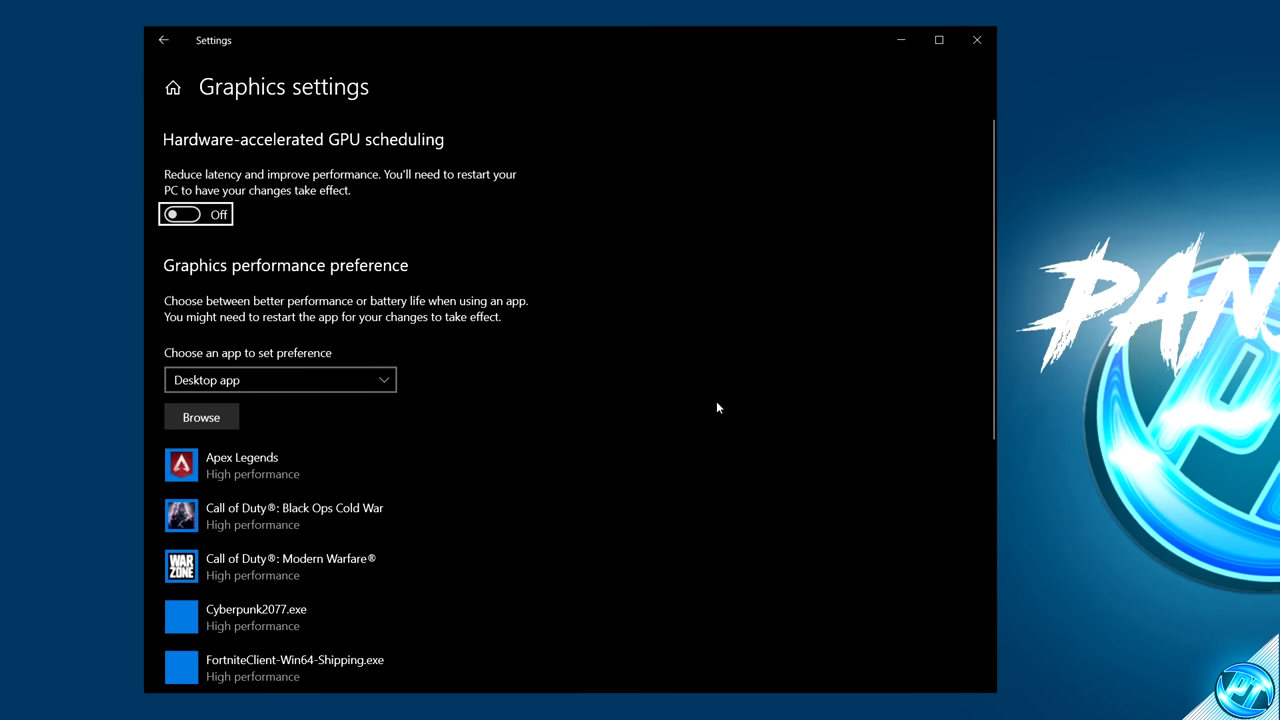 Settings
Graphics settings
Hardware-accelerated GPU scheduling
Reduce latency and improve performance. You'll need to restart your
PC to have your changes take effect.
Off
Graphics performance preference
Choose between better performance or battery life when using an app.
You might need to restart the app for your changes to take effect.
Choose an app to set preference
Desktop app
Browse
Apex Legends
High performance
Call of Duty®: Black Ops Cold War
High performance
WAR
ZONE
Call of Duty®: Modern Warfare®
High performance
Cyberpunk2077.exe
High performance
FortniteClient-Win64-Shipping.exe
High performance
PAN